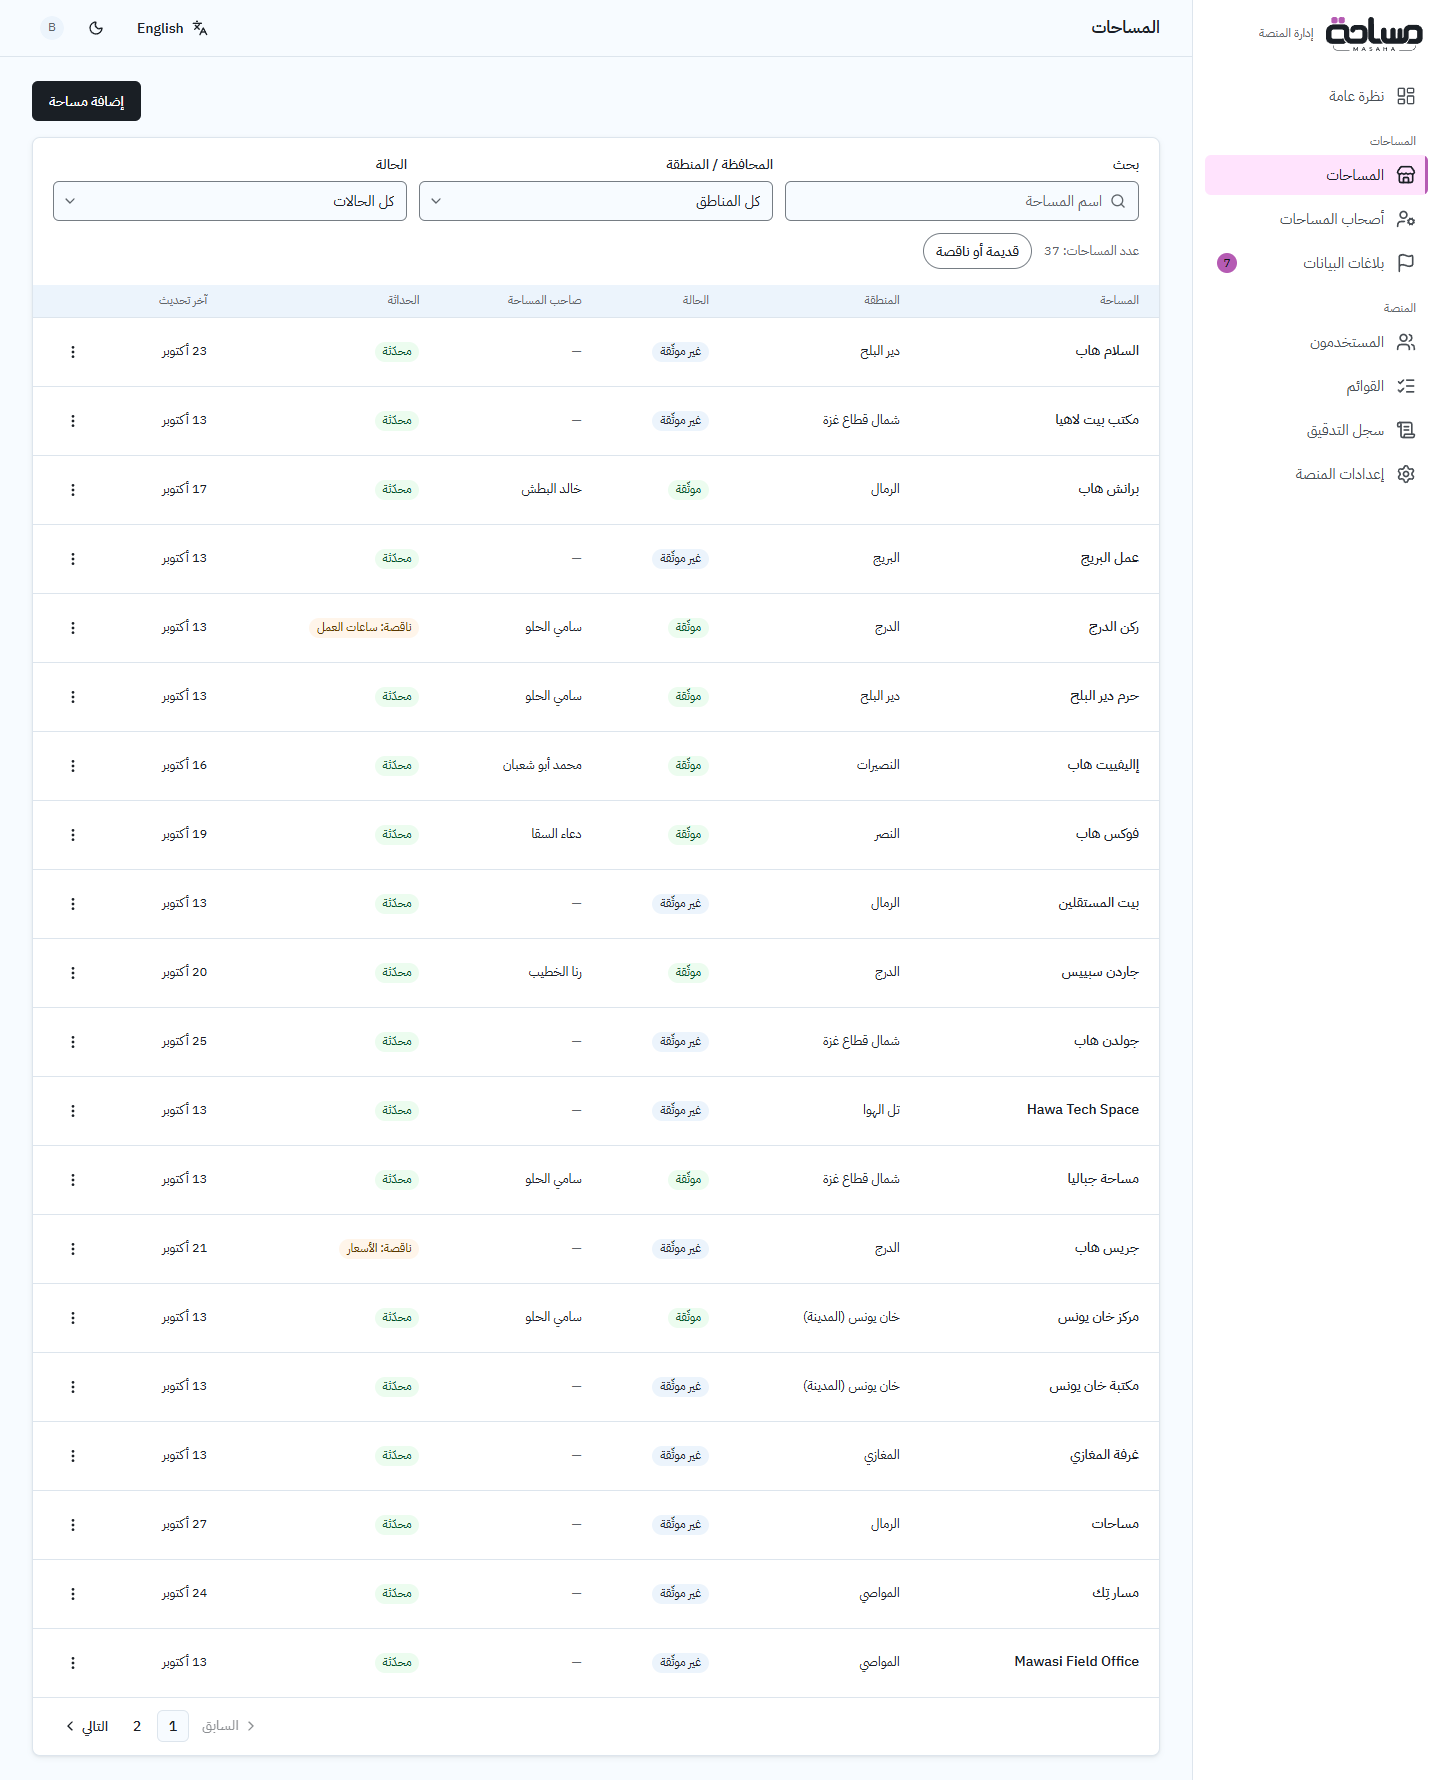 مساحة
MASAHA
إدارة المنصة
نظرة عامة
المساحات
المساحات
أصحاب المساحات
بلاغات البيانات 7
المنصة
المستخدمون
القوائم
سجل التدقيق
إعدادات المنصة
المساحات
English
B
إضافة مساحة
بحث
اسم المساحة
المحافظة / المنطقة
كل المناطق
الحالة
كل الحالات
عدد المساحات: 37
قديمة أو ناقصة
المساحة المنطقة الحالة صاحب المساحة الحداثة آخر تحديث
السلام هاب دير البلح غير موثّقة — محدّثة 23 أكتوبر
مكتب بيت لاهيا شمال قطاع غزة غير موثّقة — محدّثة 13 أكتوبر
برانش هاب الرمال موثّقة خالد البطش محدّثة 17 أكتوبر
عمل البريج البريج غير موثّقة — محدّثة 13 أكتوبر
ركن الدرج الدرج موثّقة سامي الحلو ناقصة: ساعات العمل 13 أكتوبر
حرم دير البلح دير البلح موثّقة سامي الحلو محدّثة 13 أكتوبر
إاليفييت هاب النصيرات موثّقة محمد أبو شعبان محدّثة 16 أكتوبر
فوكس هاب النصر موثّقة دعاء السقا محدّثة 19 أكتوبر
بيت المستقلين الرمال غير موثّقة — محدّثة 13 أكتوبر
جاردن سبييس الدرج موثّقة رنا الخطيب محدّثة 20 أكتوبر
جولدن هاب شمال قطاع غزة غير موثّقة — محدّثة 25 أكتوبر
Hawa Tech Space تل الهوا غير موثّقة — محدّثة 13 أكتوبر
مساحة جباليا شمال قطاع غزة موثّقة سامي الحلو محدّثة 13 أكتوبر
جريس هاب الدرج غير موثّقة — ناقصة: الأسعار 21 أكتوبر
مركز خان يونس خان يونس (المدينة) موثّقة سامي الحلو محدّثة 13 أكتوبر
مكتبة خان يونس خان يونس (المدينة) غير موثّقة — محدّثة 13 أكتوبر
غرفة المغازي المغازي غير موثّقة — محدّثة 13 أكتوبر
مساحات الرمال غير موثّقة — محدّثة 27 أكتوبر
مسار تِك المواصي غير موثّقة — محدّثة 24 أكتوبر
Mawasi Field Office المواصي غير موثّقة — محدّثة 13 أكتوبر
السابق 1 2 التالي